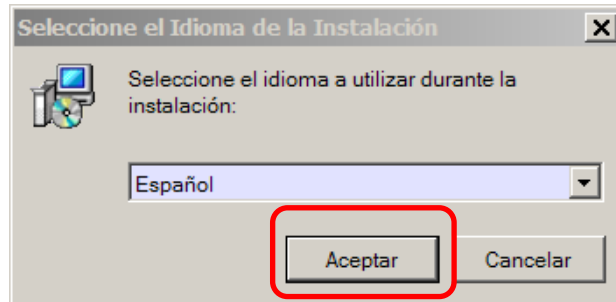 Seleccione el Idioma de la Instalación
Seleccione el idioma a utilizar durante la
instalación:
Español
Aceptar
Cancelar